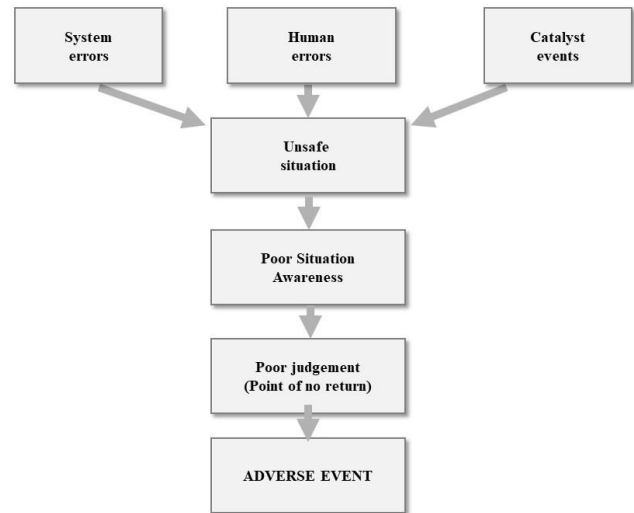 System
errors
Human
errors
Catalyst
events
Unsafe
situation
Poor Situation
Awareness
Poor judgement
(Point of no return)
ADVERSE EVENT